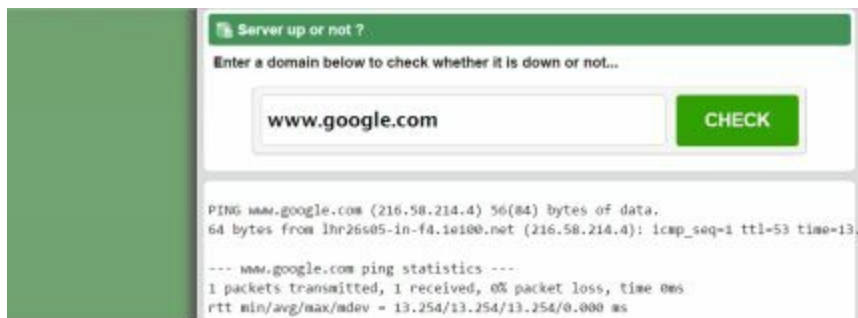 Server up or not ?
Enter a domain below to check whether it is down or not...
www.google.com
CHECK
PING www.google.com (216.58.214.4) 56(84) bytes of data.
64 bytes from lhr26s05-in-f4.1e100.net (216.58.214.4): icmp_seq=1 ttl=53 time=13.
--- www.google.com ping statistics ---
1 packets transmitted, 1 received, 0% packet loss, time 0ms
rtt min/avg/max/mdev = 13.254/13.254/13.254/0.000 ms